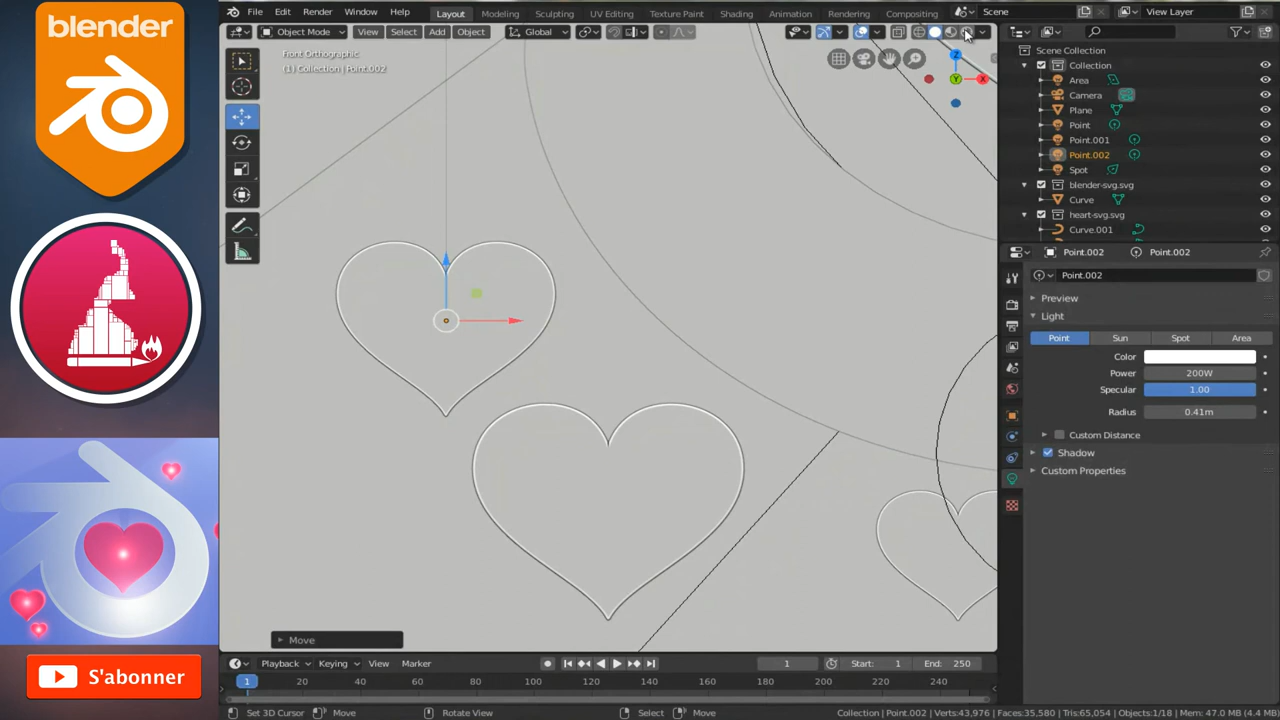 blender
S'abonner
File Edit Render Window Help
Layout Modeling Sculpting UV Editing Texture Paint Shading Animation Rendering Compositing
Scene
View Layer
Object Mode View Select Add Object Global
Front Orthographic
(1) Collection | Point.002
Z
Y
X
Scene Collection
Collection
Area
Camera
Plane
Point
Point.001
Point.002
Spot
blender-svg.svg
Curve
heart-svg.svg
Curve.001
Point.002 Point.002
Point.002
Preview
Light
Point Sun Spot Area
Color
Power 200W
Specular 1.00
Radius 0.41m
Custom Distance
Shadow
Custom Properties
Move
Playback Keying View Marker 1 Start: 1 End: 250
1 20 40 60 80 100 120 140 160 180 200 220 240
Set 3D Cursor Move Rotate View Select Move Collection | Point.002 | Verts:43,976 | Faces:35,580 | Tris:65,054 | Objects:1/18 | Mem: 47.0 MB (4.4 MB